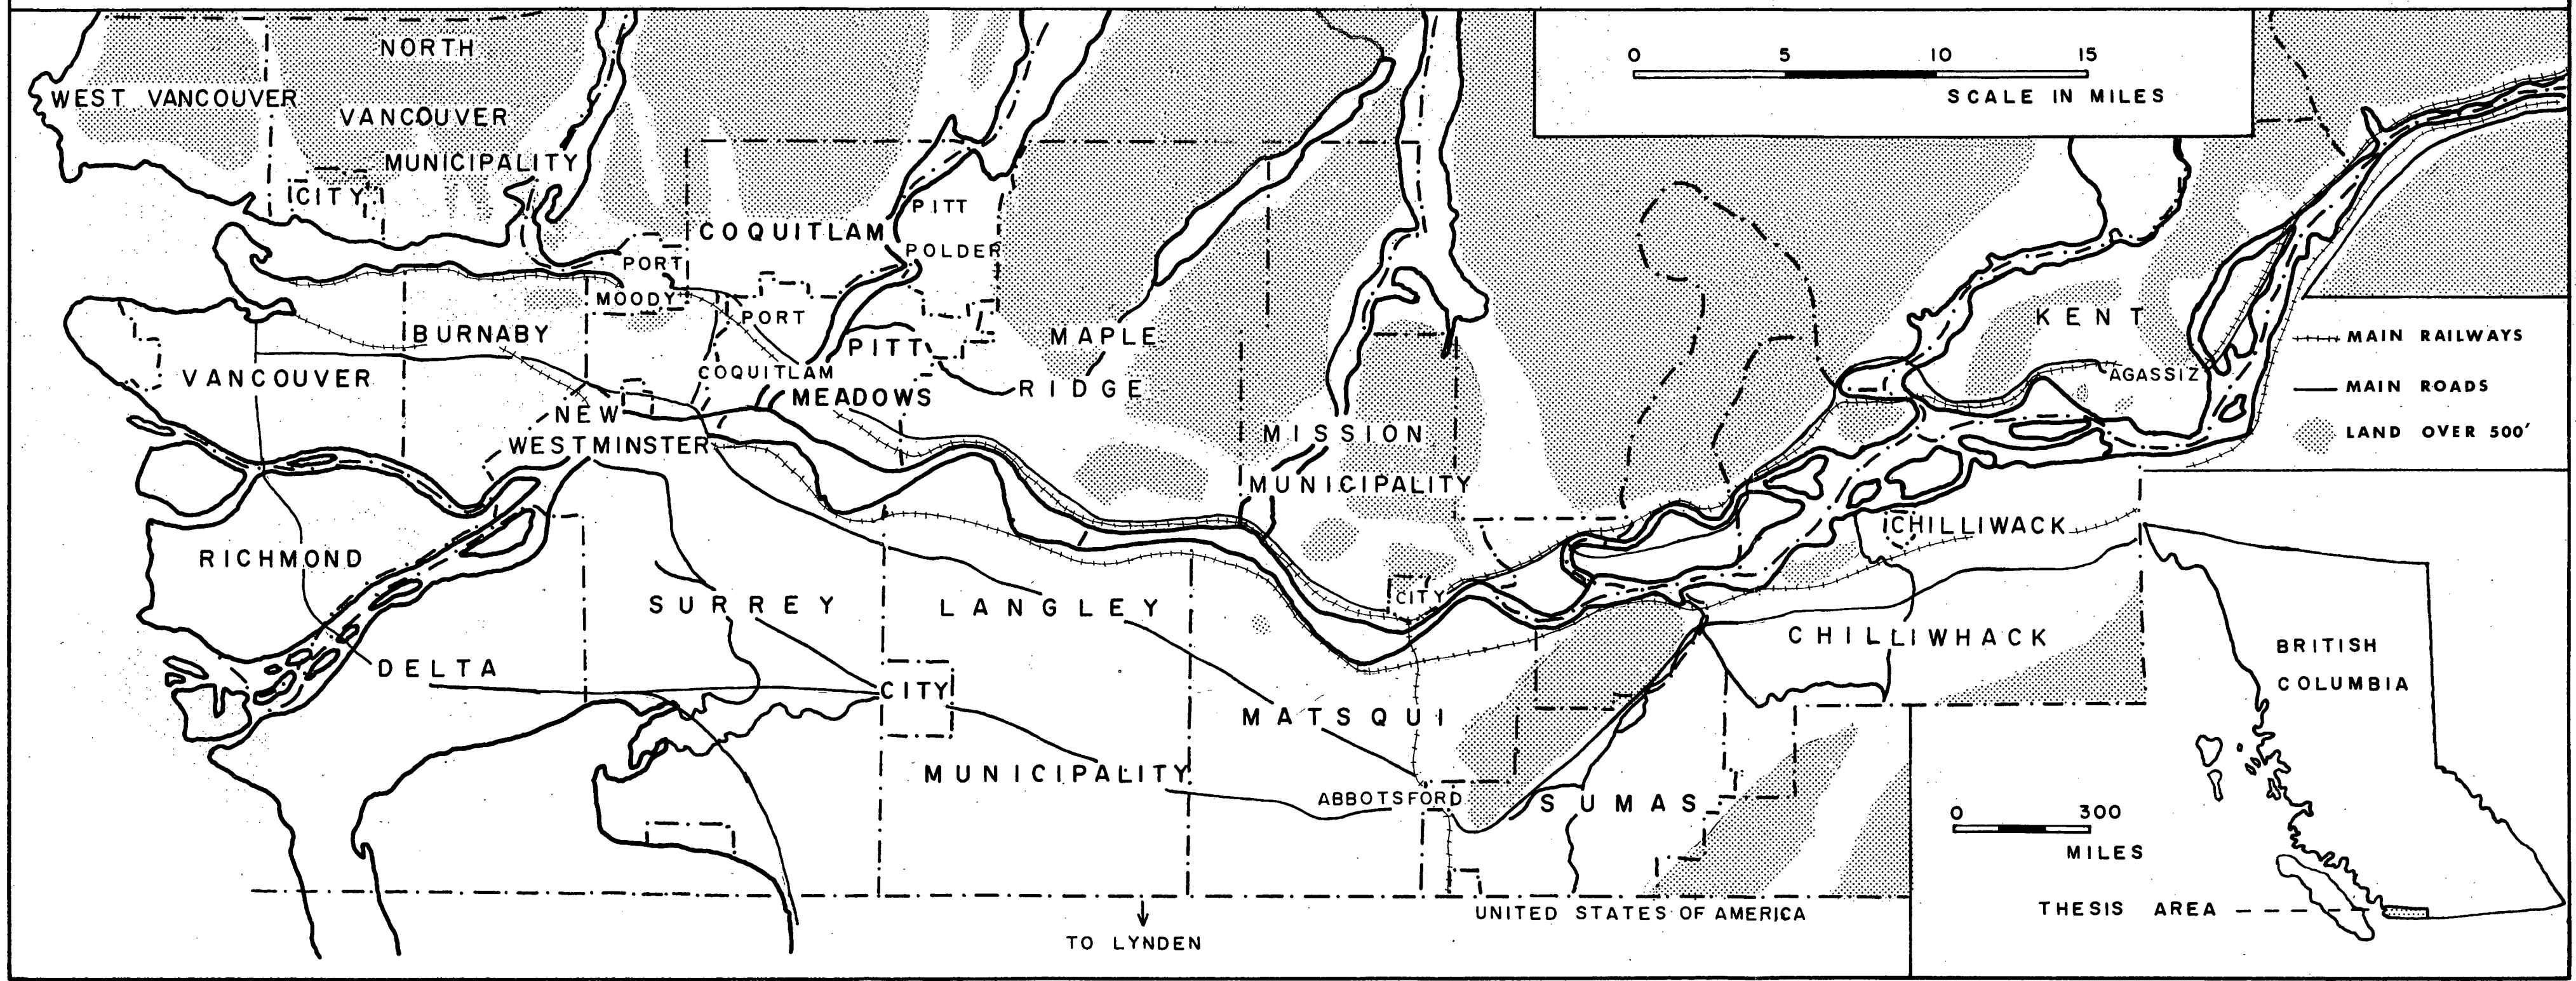 NORTH
WEST VANCOUVER
VANCOUVER
MUNICIPALITY
CITY
PITT
COQUITLAM
POLDER
PORT
MOODY
PORT
BURNABY
MAPLE
PITT
COQUITLAM
VANCOUVER
RIDGE
MEADOWS
NEW
WESTMINSTER
MISSION
MUNICIPALITY
KENT
AGASSIZ
CHILLIWACK
RICHMOND
CITY
SURREY
LANGLEY
CHILLIWHACK
DELTA
CITY
MATSQUI
MUNICIPALITY
ABBOTSFORD
SUMAS
UNITED STATES OF AMERICA
TO LYNDEN
0 5 10 15
SCALE IN MILES
MAIN RAILWAYS
MAIN ROADS
LAND OVER 500'
BRITISH
COLUMBIA
0 300
MILES
THESIS AREA